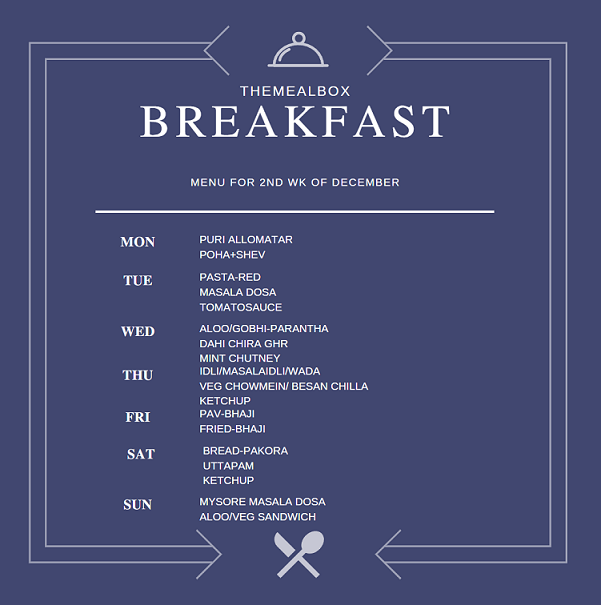 THEMEALBOX
BREAKFAST
MENU FOR 2ND WK OF DECEMBER
MON
PURI ALLOMATAR
POHA+SHEV
TUE
PASTA-RED
MASALA DOSA
TOMATOSAUCE
WED
ALOO/GOBHI-PARANTHA
DAHI CHIRA GHR
MINT CHUTNEY
THU
IDLI/MASALAIDLI/WADA
VEG CHOWMEIN/ BESAN CHILLA
KETCHUP
FRI
PAV-BHAJI
FRIED-BHAJI
SAT
BREAD-PAKORA
UTTAPAM
KETCHUP
SUN
MYSORE MASALA DOSA
ALOO/VEG SANDWICH